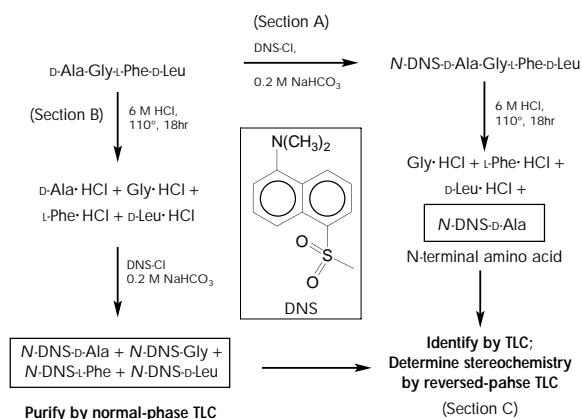 (Section A)
D-Ala-Gly-L-Phe-D-Leu
DNS-Cl,
0.2 M NaHCO3
N-DNS-D-Ala-Gly-L-Phe-D-Leu
(Section B)
6 M HCl,
110°, 18hr
D-Ala·HCl + Gly·HCl +
L-Phe·HCl + D-Leu·HCl
DNS-Cl
0.2 M NaHCO3
N-DNS-D-Ala + N-DNS-Gly +
N-DNS-L-Phe + N-DNS-D-Leu
Purify by normal-phase TLC
N(CH3)2
O
S
O
DNS
6 M HCl,
110°, 18hr
Gly·HCl + L-Phe·HCl +
D-Leu·HCl +
N-DNS-D-Ala
N-terminal amino acid
Identify by TLC;
Determine stereochemistry
by reversed-pahse TLC
(Section C)